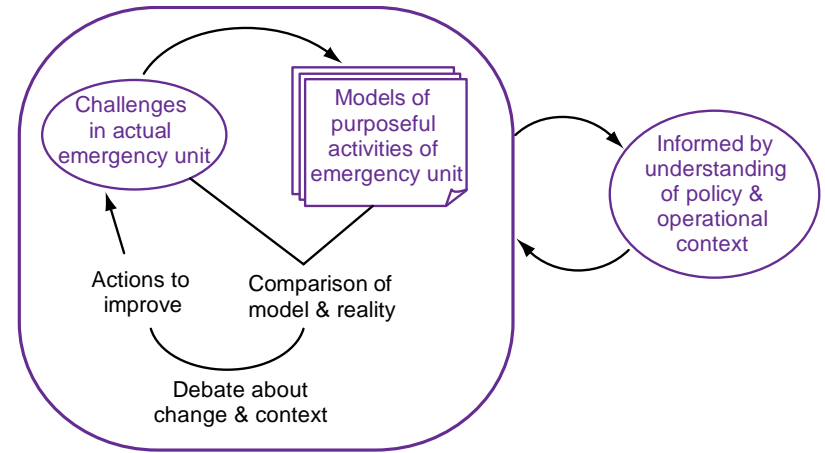 Challenges
in actual
emergency unit
Models of
purposeful
activities of
emergency unit
Informed by
understanding
of policy &
operational
context
Actions to
improve
Comparison of
model & reality
Debate about
change & context